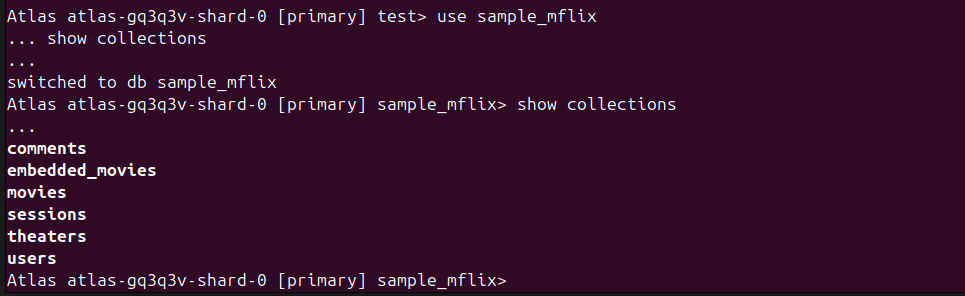 Atlas atlas-gq3q3v-shard-0 [primary] test> use sample_mflix
... show collections
...
switched to db sample_mflix
Atlas atlas-gq3q3v-shard-0 [primary] sample_mflix> show collections
...
comments
embedded_movies
movies
sessions
theaters
users
Atlas atlas-gq3q3v-shard-0 [primary] sample_mflix>